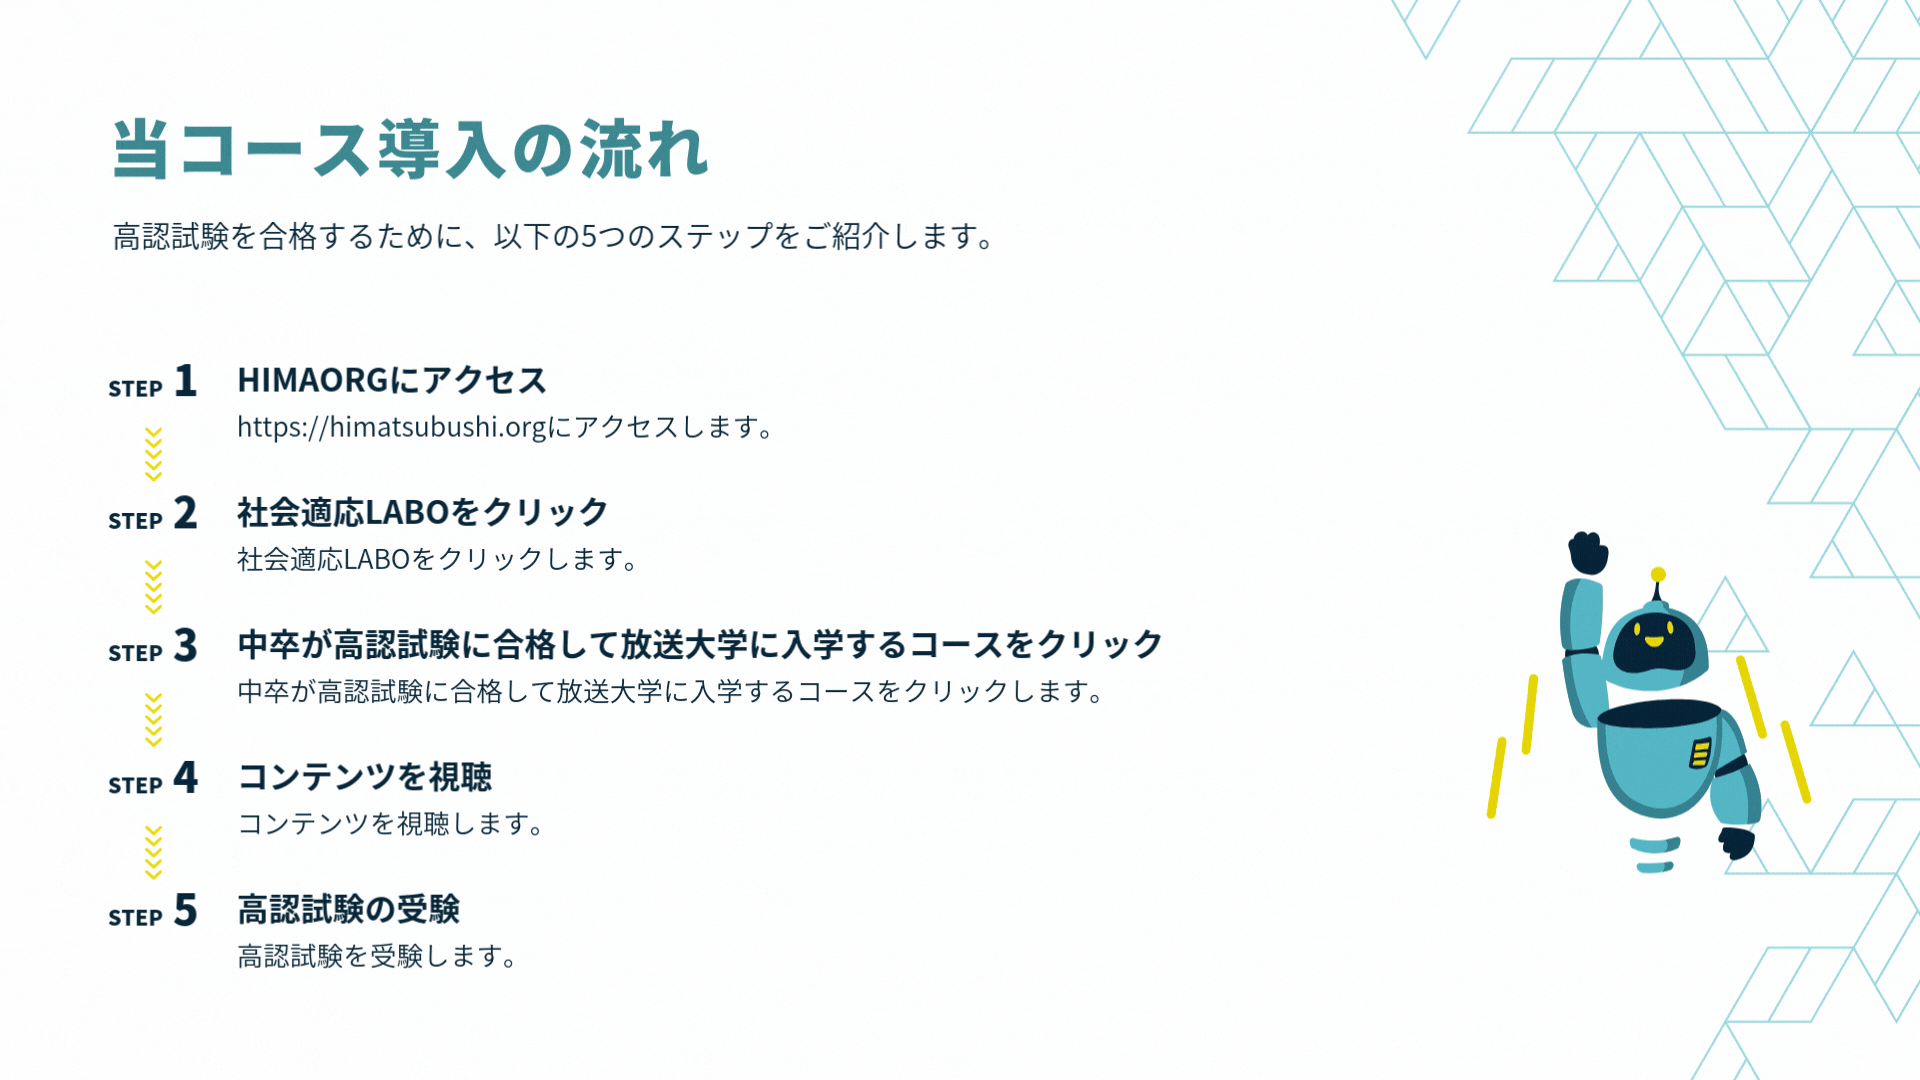 当コース導入の流れ
高認試験を合格するために、以下の5つのステップをご紹介します。
STEP 1 HIMAORGにアクセス
https://himatsubushi.orgにアクセスします。
STEP 2 社会適応LABOをクリック
社会適応LABOをクリックします。
STEP 3 中卒が高認試験に合格して放送大学に入学するコースをクリック
中卒が高認試験に合格して放送大学に入学するコースをクリックします。
STEP 4 コンテンツを視聴
コンテンツを視聴します。
STEP 5 高認試験の受験
高認試験を受験します。